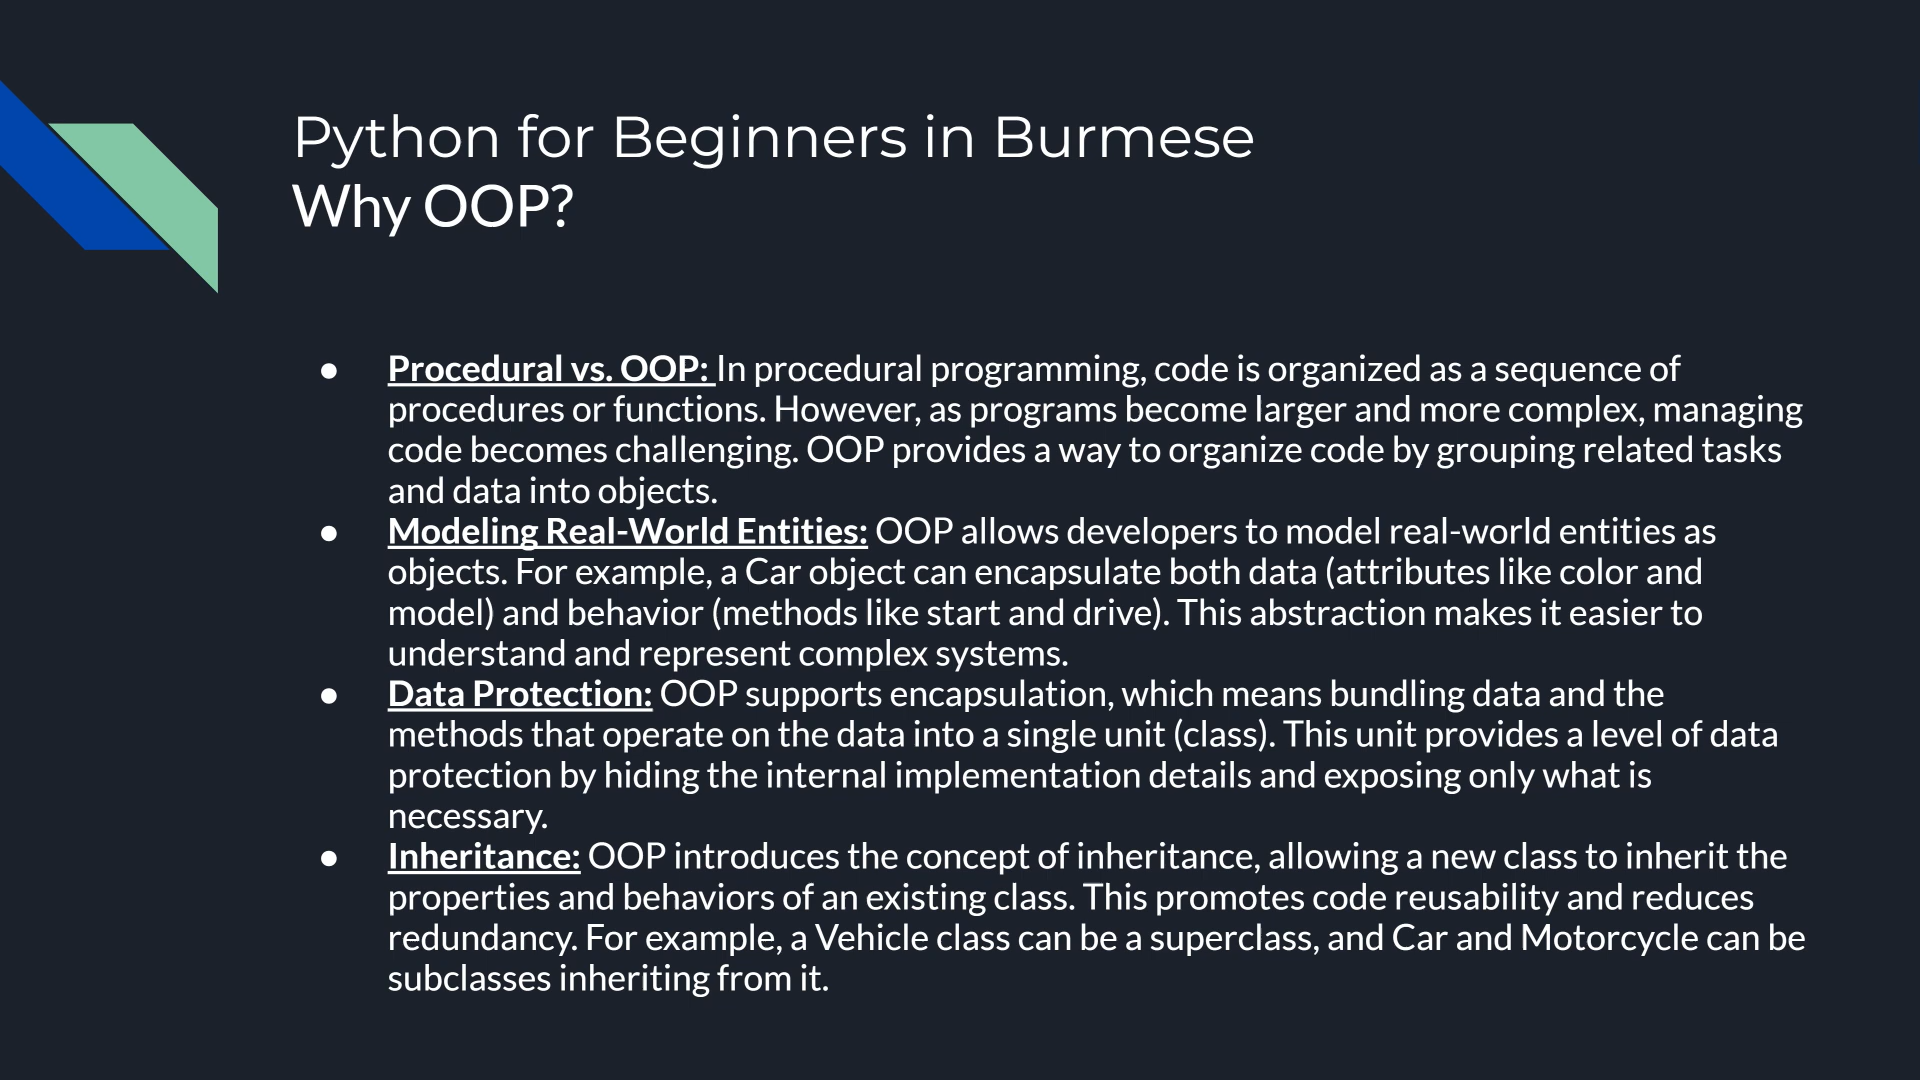 Python for Beginners in Burmese
Why OOP?
● Procedural vs. OOP: In procedural programming, code is organized as a sequence of
procedures or functions. However, as programs become larger and more complex, managing
code becomes challenging. OOP provides a way to organize code by grouping related tasks
and data into objects.
● Modeling Real-World Entities: OOP allows developers to model real-world entities as
objects. For example, a Car object can encapsulate both data (attributes like color and
model) and behavior (methods like start and drive). This abstraction makes it easier to
understand and represent complex systems.
● Data Protection: OOP supports encapsulation, which means bundling data and the
methods that operate on the data into a single unit (class). This unit provides a level of data
protection by hiding the internal implementation details and exposing only what is
necessary.
● Inheritance: OOP introduces the concept of inheritance, allowing a new class to inherit the
properties and behaviors of an existing class. This promotes code reusability and reduces
redundancy. For example, a Vehicle class can be a superclass, and Car and Motorcycle can be
subclasses inheriting from it.